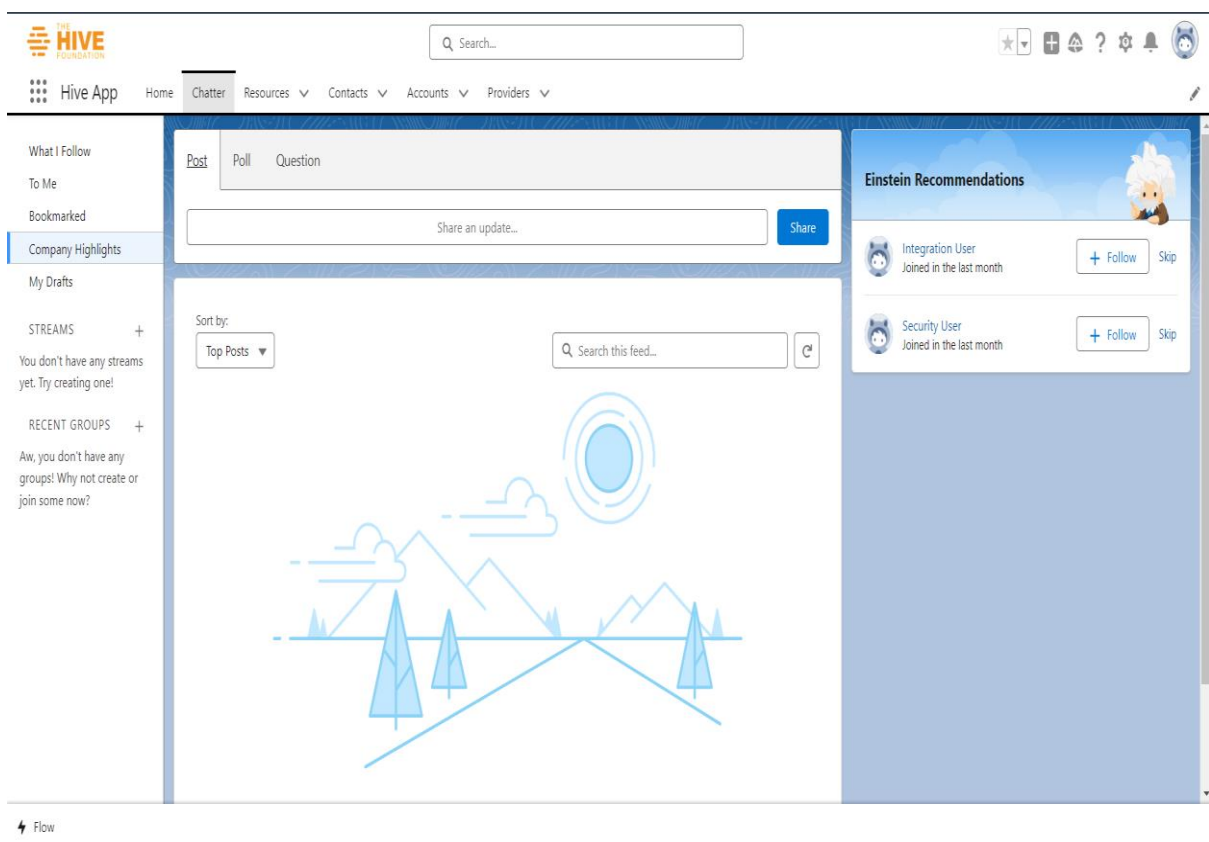 THE
HIVE
FOUNDATION
Search...
Hive App
Home
Chatter
Resources
Contacts
Accounts
Providers
What I Follow
To Me
Bookmarked
Company Highlights
My Drafts
STREAMS
You don't have any streams
yet. Try creating one!
RECENT GROUPS
Aw, you don't have any
groups! Why not create or
join some now?
Post
Poll
Question
Share an update...
Share
Sort by:
Top Posts
Search this feed...
Einstein Recommendations
Integration User
Joined in the last month
Follow
Skip
Security User
Joined in the last month
Follow
Skip
Flow